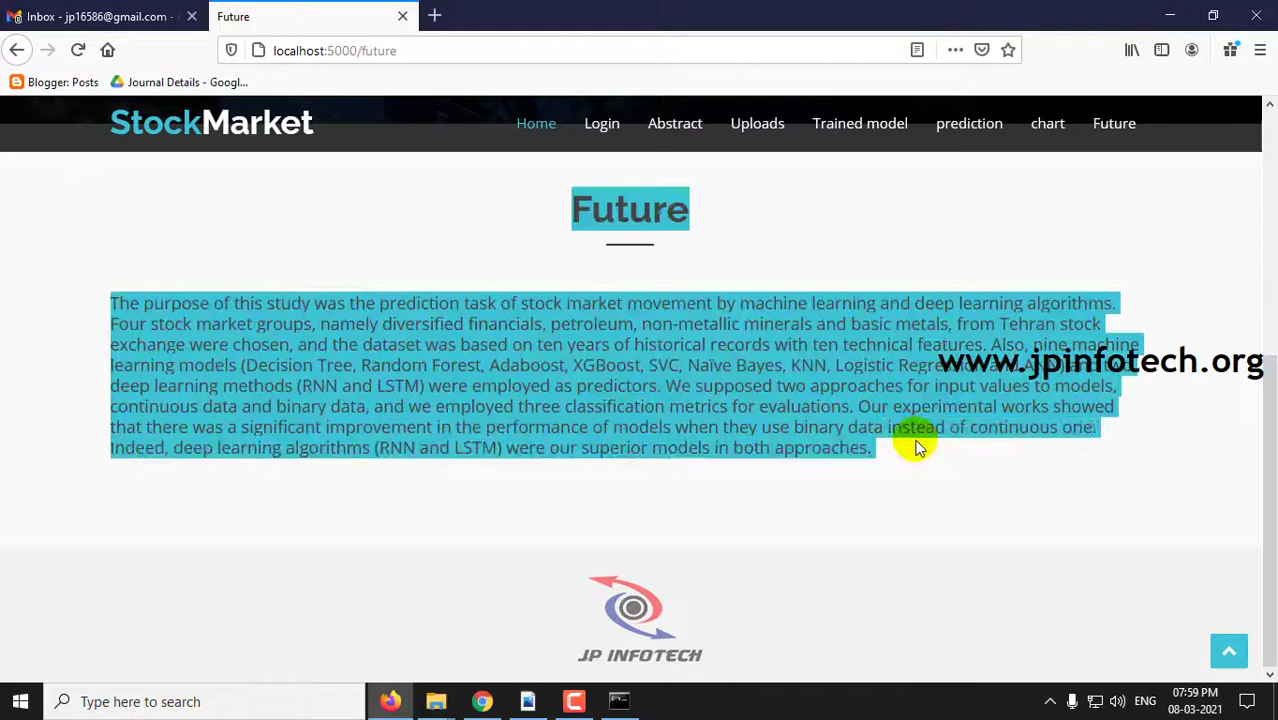 Inbox - jp16586@gmail.com -
Future
localhost:5000/future
Blogger: Posts
Journal Details - Googl...
StockMarket
Home
Login
Abstract
Uploads
Trained model
prediction
chart
Future
Future
The purpose of this study was the prediction task of stock market movement by machine learning and deep learning algorithms.
Four stock market groups, namely diversified financials, petroleum, non-metallic minerals and basic metals, from Tehran stock
exchange were chosen, and the dataset was based on ten years of historical records with ten technical features. Also, nine machine
learning models (Decision Tree, Random Forest, Adaboost, XGBoost, SVC, Naïve Bayes, KNN, Logistic
www.jpinfotech.org
deep learning methods (RNN and LSTM) were employed as predictors. We supposed two approaches for input values to models,
continuous data and binary data, and we employed three classification metrics for evaluations. Our experimental works showed
that there was a significant improvement in the performance of models when they use binary data instead of continuous one.
Indeed, deep learning algorithms (RNN and LSTM) were our superior models in both approaches.
JP INFOTECH
Type here to search
ENG
07:59 PM
08-03-2021